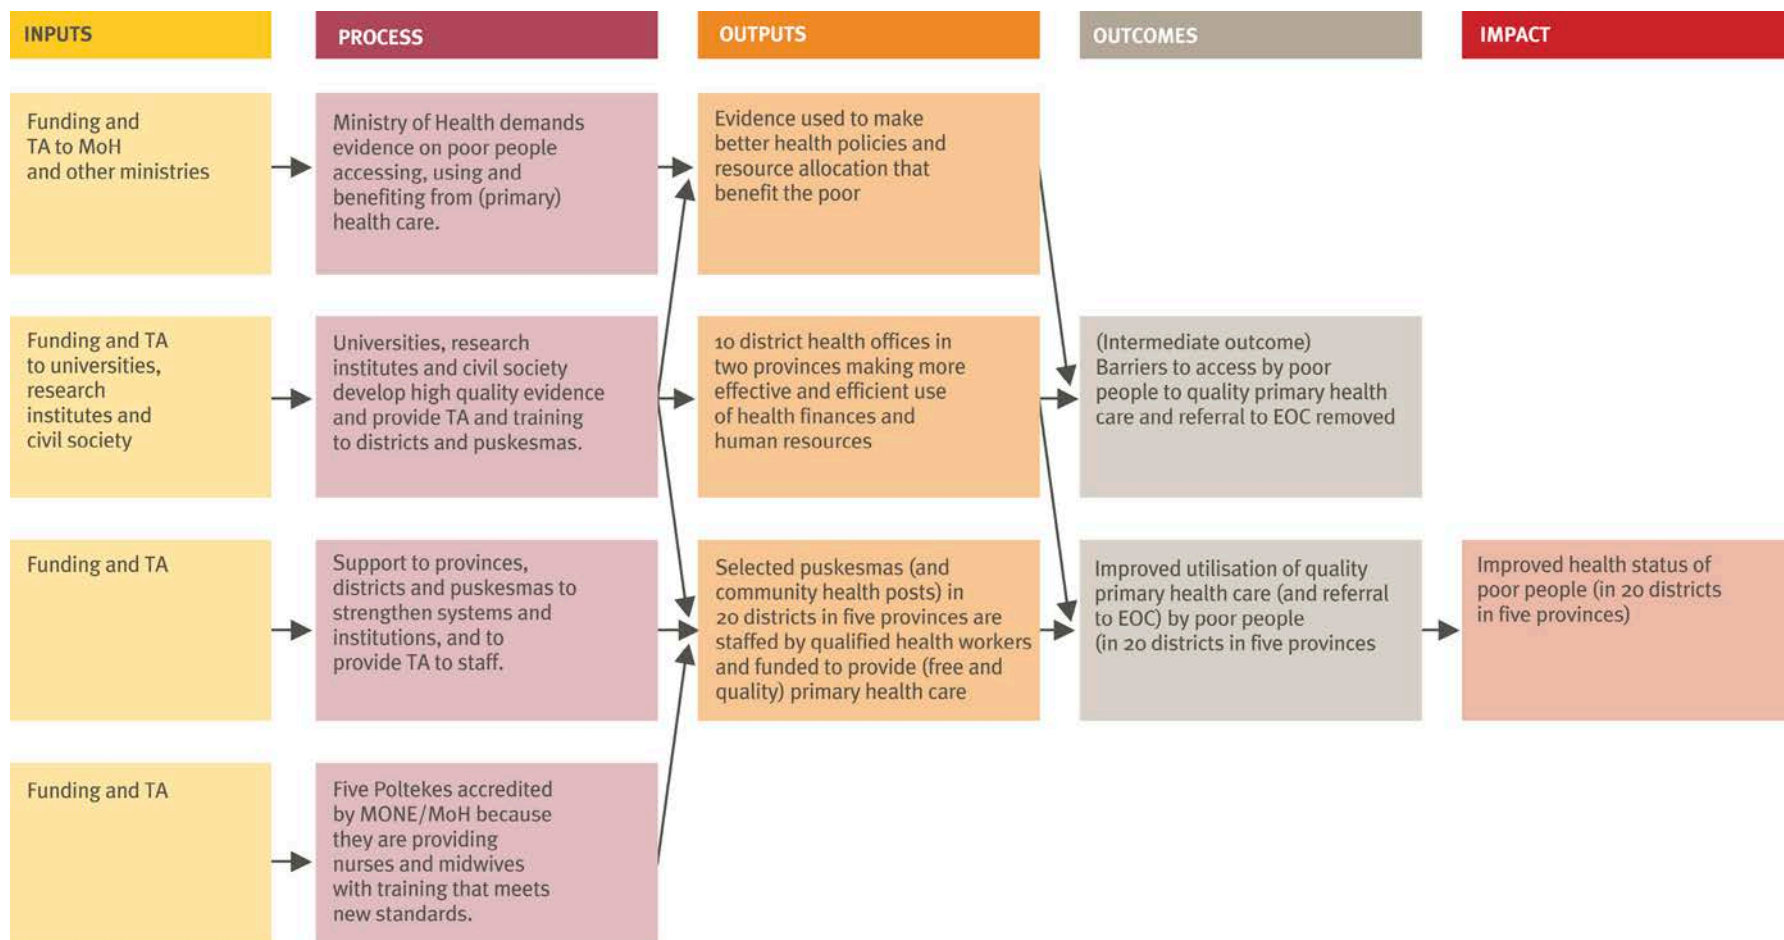 INPUTS
PROCESS
OUTPUTS
OUTCOMES
IMPACT
Funding and
TA to MoH
and other ministries
Ministry of Health demands
evidence on poor people
accessing, using and
benefiting from (primary)
health care.
Evidence used to make
better health policies and
resource allocation that
benefit the poor
Funding and TA
to universities,
research
institutes and
civil society
Universities, research
institutes and civil society
develop high quality evidence
and provide TA and training
to districts and puskesmas.
10 district health offices in
two provinces making more
effective and efficient use
of health finances and
human resources
(Intermediate outcome)
Barriers to access by poor
people to quality primary health
care and referral to EOC removed
Funding and TA
Support to provinces,
districts and puskesmas to
strengthen systems and
institutions, and to
provide TA to staff.
Selected puskesmas (and
community health posts) in
20 districts in five provinces are
staffed by qualified health workers
and funded to provide (free and
quality) primary health care
Improved utilisation of quality
primary health care (and referral
to EOC) by poor people
(in 20 districts in five provinces
Improved health status of
poor people (in 20 districts
in five provinces)
Funding and TA
Five Poltekes accredited
by MONE/MoH because
they are providing
nurses and midwives
with training that meets
new standards.